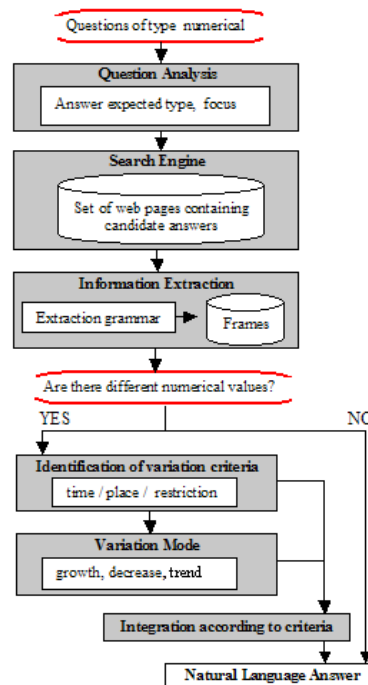 Questions of type numerical
Question Analysis
Answer expected type, focus
Search Engine
Set of web pages containing
candidate answers
Information Extraction
Extraction grammar
Frames
Are there different numerical values?
YES
NO
Identification of variation criteria
time / place / restriction
Variation Mode
growth, decrease, trend
Integration according to criteria
Natural Language Answer